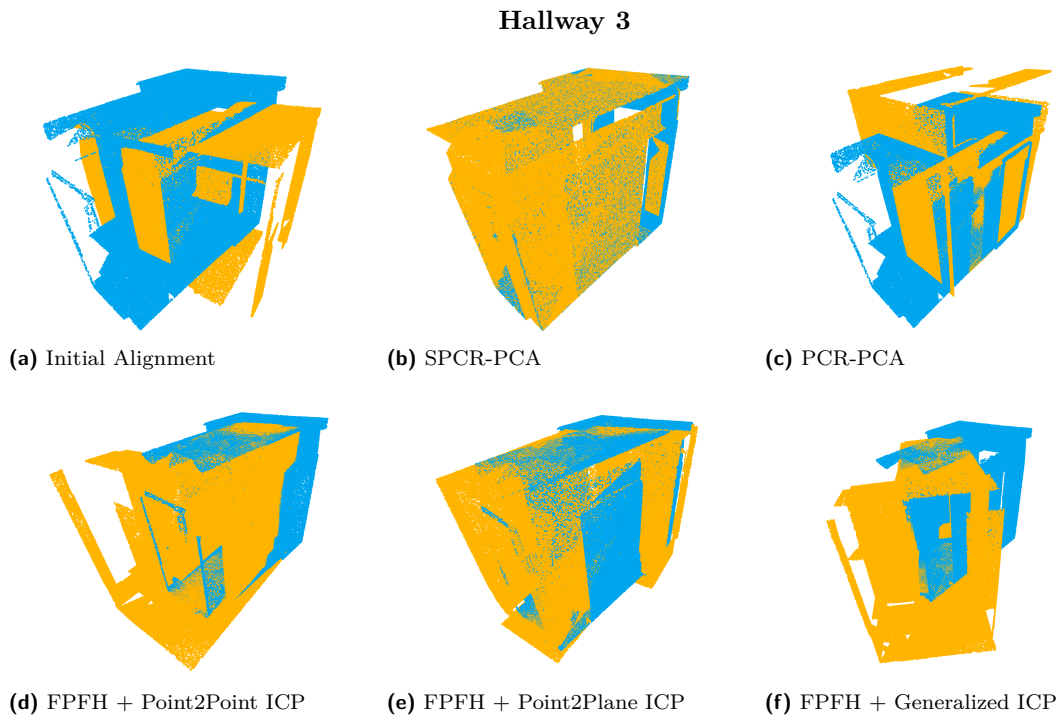 Hallway 3
(a) Initial Alignment
(b) SPCR-PCA
(c) PCR-PCA
(d) FPFH + Point2Point ICP
(e) FPFH + Point2Plane ICP
(f) FPFH + Generalized ICP